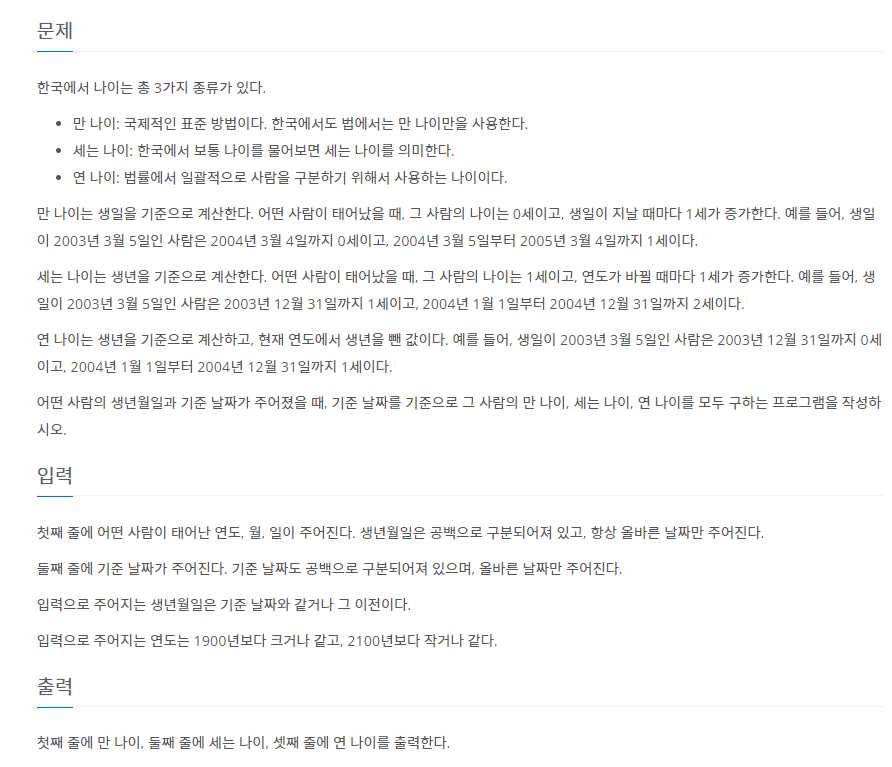 문제
한국에서 나이는 총 3가지 종류가 있다.
만 나이: 국제적인 표준 방법이다. 한국에서도 법에서는 만 나이만을 사용한다.
세는 나이: 한국에서 보통 나이를 물어보면 세는 나이를 의미한다.
연 나이: 법률에서 일괄적으로 사람을 구분하기 위해서 사용하는 나이이다.
만 나이는 생일을 기준으로 계산한다. 어떤 사람이 태어났을 때, 그 사람의 나이는 0세이고, 생일이 지날 때마다 1세가 증가한다. 예를 들어, 생일
이 2003년 3월 5일인 사람은 2004년 3월 4일까지 0세이고, 2004년 3월 5일부터 2005년 3월 4일까지 1세이다.
세는 나이는 생년을 기준으로 계산한다. 어떤 사람이 태어났을 때, 그 사람의 나이는 1세이고, 연도가 바뀔 때마다 1세가 증가한다. 예를 들어, 생
일이 2003년 3월 5일인 사람은 2003년 12월 31일까지 1세이고, 2004년 1월 1일부터 2004년 12월 31일까지 2세이다.
연 나이는 생년을 기준으로 계산하고, 현재 연도에서 생년을 뺀 값이다. 예를 들어, 생일이 2003년 3월 5일인 사람은 2003년 12월 31일까지 0세
이고, 2004년 1월 1일부터 2004년 12월 31일까지 1세이다.
어떤 사람의 생년월일과 기준 날짜가 주어졌을 때, 기준 날짜를 기준으로 그 사람의 만 나이, 세는 나이, 연 나이를 모두 구하는 프로그램을 작성하
시오.
입력
첫째 줄에 어떤 사람이 태어난 연도, 월, 일이 주어진다. 생년월일은 공백으로 구분되어져 있고, 항상 올바른 날짜만 주어진다.
둘째 줄에 기준 날짜가 주어진다. 기준 날짜도 공백으로 구분되어져 있으며, 올바른 날짜만 주어진다.
입력으로 주어지는 생년월일은 기준 날짜와 같거나 그 이전이다.
입력으로 주어지는 연도는 1900년보다 크거나 같고, 2100년보다 작거나 같다.
출력
첫째 줄에 만 나이, 둘째 줄에 세는 나이, 셋째 줄에 연 나이를 출력한다.